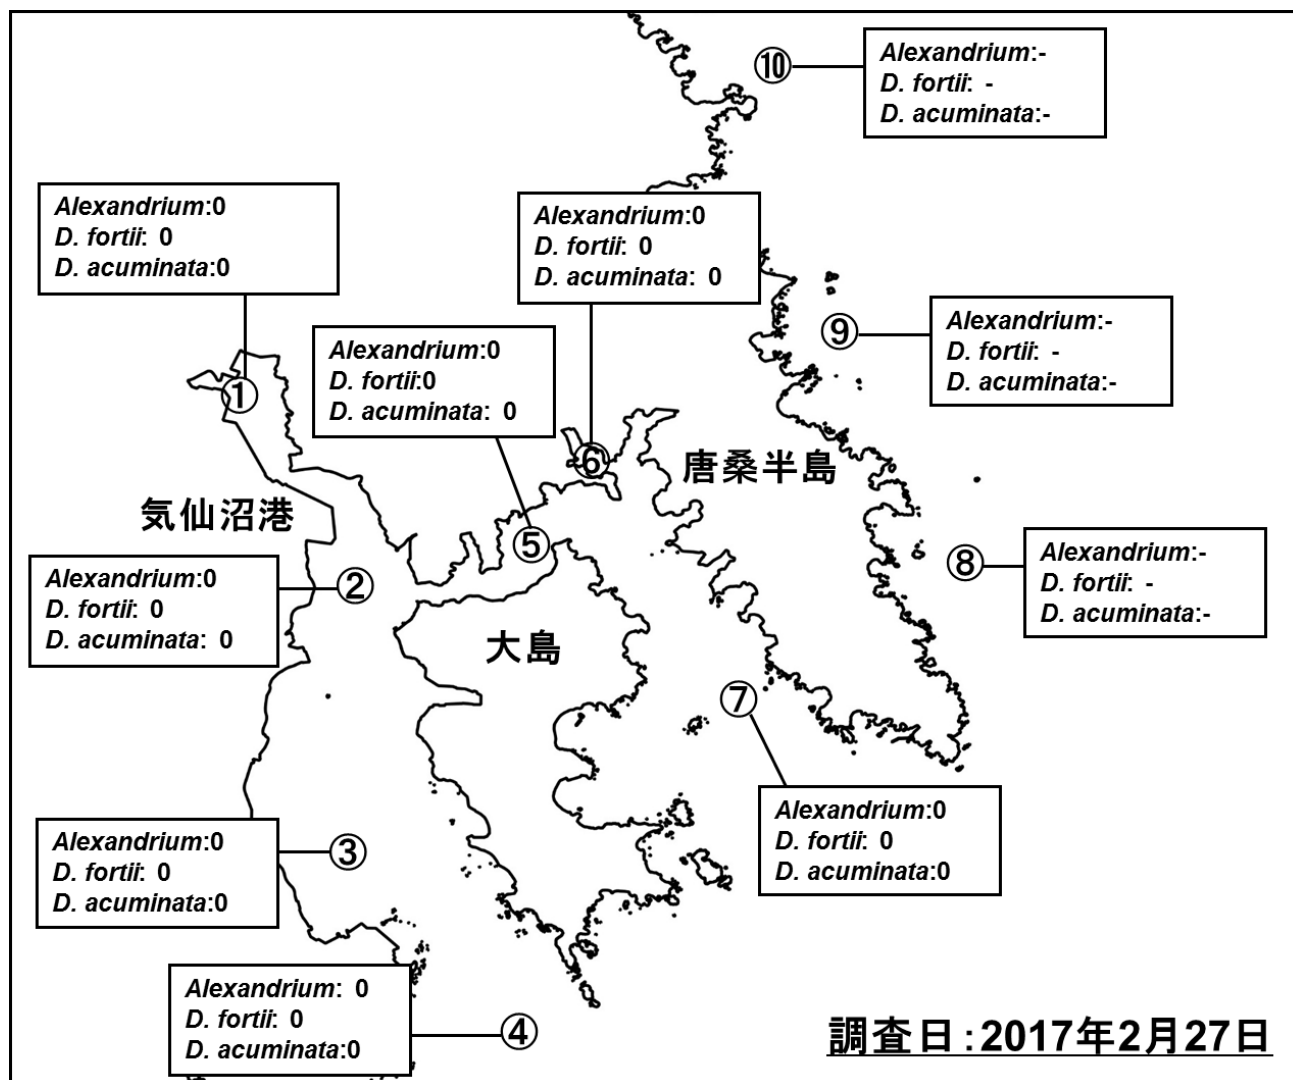 ⑩
Alexandrium:-
D. fortii: -
D. acuminata:-
Alexandrium:0
D. fortii: 0
D. acuminata:0
①
Alexandrium:0
D. fortii: 0
D. acuminata: 0
⑥
Alexandrium:-
D. fortii: -
D. acuminata:-
⑨
Alexandrium:0
D. fortii:0
D. acuminata: 0
⑤
唐桑半島
気仙沼港
Alexandrium:0
D. fortii: 0
D. acuminata: 0
②
⑧
Alexandrium:-
D. fortii: -
D. acuminata:-
大島
⑦
Alexandrium:0
D. fortii: 0
D. acuminata:0
Alexandrium:0
D. fortii: 0
D. acuminata:0
③
Alexandrium: 0
D. fortii: 0
D. acuminata:0
④
調査日:2017年2月27日